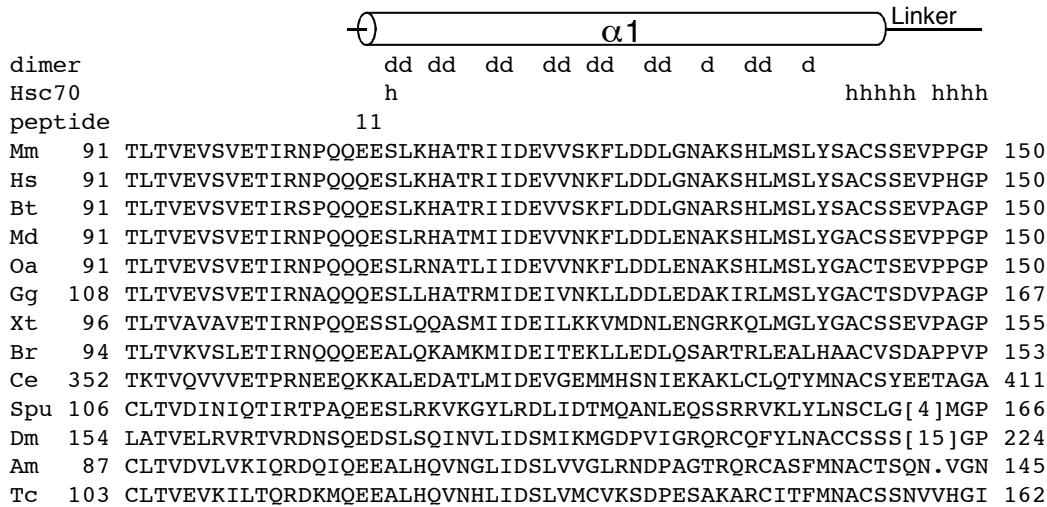 α1 Linker
dimer dd dd dd dd dd dd d dd d
Hsc70 h hhhhh hhhh
peptide 11
Mm 91 TLTVEVSVETIRNPQQEESLKHATRIIDEVVSKFLDDLGNAKSHLMSLYSACSSEVPPGP 150
Hs 91 TLTVEVSVETIRNPQQQESLKHATRIIDEVVNKFLDDLGNAKSHLMSLYSACSSEVPHGP 150
Bt 91 TLTVEVSVETIRSPQQQESLKHATRIIDEVVSKFLDDLGNARSHLMSLYSACSSEVPAGP 150
Md 91 TLTVEVSVETIRNPQQQESLRHATMIIDEVVNKFLDDLENAKSHLMSLYGACSSEVPPGP 150
Oa 91 TLTVEVSVETIRNPQQQESLRNATLIIDEVVNKFLDDLENAKSHLMSLYGACTSEVPPGP 150
Gg 108 TLTVEVSVETIRNAQQQESLLHATRMIDEIVNKLLDDLEDAKIRLMSLYGACTSDVPAGP 167
Xt 96 TLTVAVAVETIRNPQQESSLQQASMIIDEILKKVMDNLENGRKQLMGLYGACSSEVPAGP 155
Br 94 TLTVKVSLETIRNQQQEEALQKAMKMIDEITEKLLEDLQSARTRLEALHAACVSDAPPVP 153
Ce 352 TKTVQVVVETPRNEEQKKALEDATLMIDEVGEMMHSNIEKAKLCLQTYMNACSYEETAGA 411
Spu 106 CLTVDINIQTIRTPAQEESLRKVKGYLRDLIDTMQANLEQSSRRVKLYLNSCLG[4]MGP 166
Dm 154 LATVELRVRTVRDNSQEDSLSQINVLIDSMIKMGDPVIGRQRCQFYLNACCSSS[15]GP 224
Am 87 CLTVDVLVKIQRDQIQEEALHQVNGLIDSLVVGLRNDPAGTRQRCASFMNACTSQN.VGN 145
Tc 103 CLTVEVKILTQRDKMQEEALHQVNHLIDSLVMCVKSDPESAKARCITFMNACSSNVVHGI 162